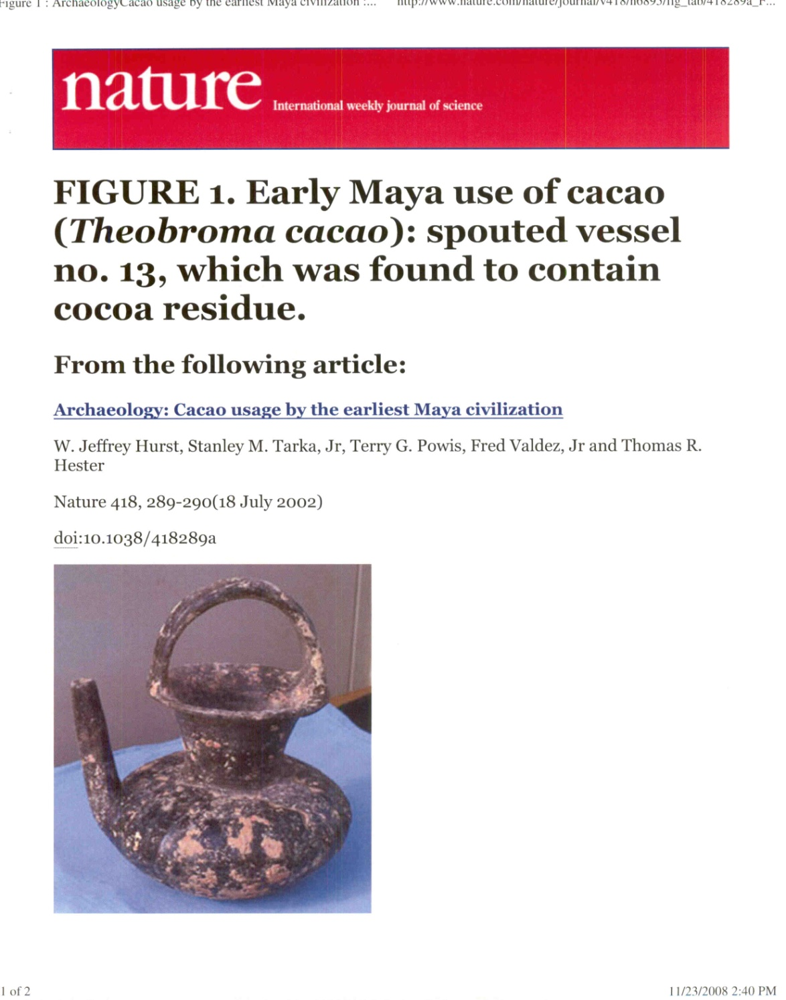 Figure 1 : ArchaeologyCacao usage by the earliest Maya civilization :... http://www.nature.com/nature/journal/v418/n6895/fig_tab/418289a_F...
nature International weekly journal of science
FIGURE 1. Early Maya use of cacao
(Theobroma cacao): spouted vessel
no. 13, which was found to contain
cocoa residue.
From the following article:
Archaeology: Cacao usage by the earliest Maya civilization
W. Jeffrey Hurst, Stanley M. Tarka, Jr, Terry G. Powis, Fred Valdez, Jr and Thomas R.
Hester
Nature 418, 289-290(18 July 2002)
doi:10.1038/418289a
1 of 2 11/23/2008 2:40 PM